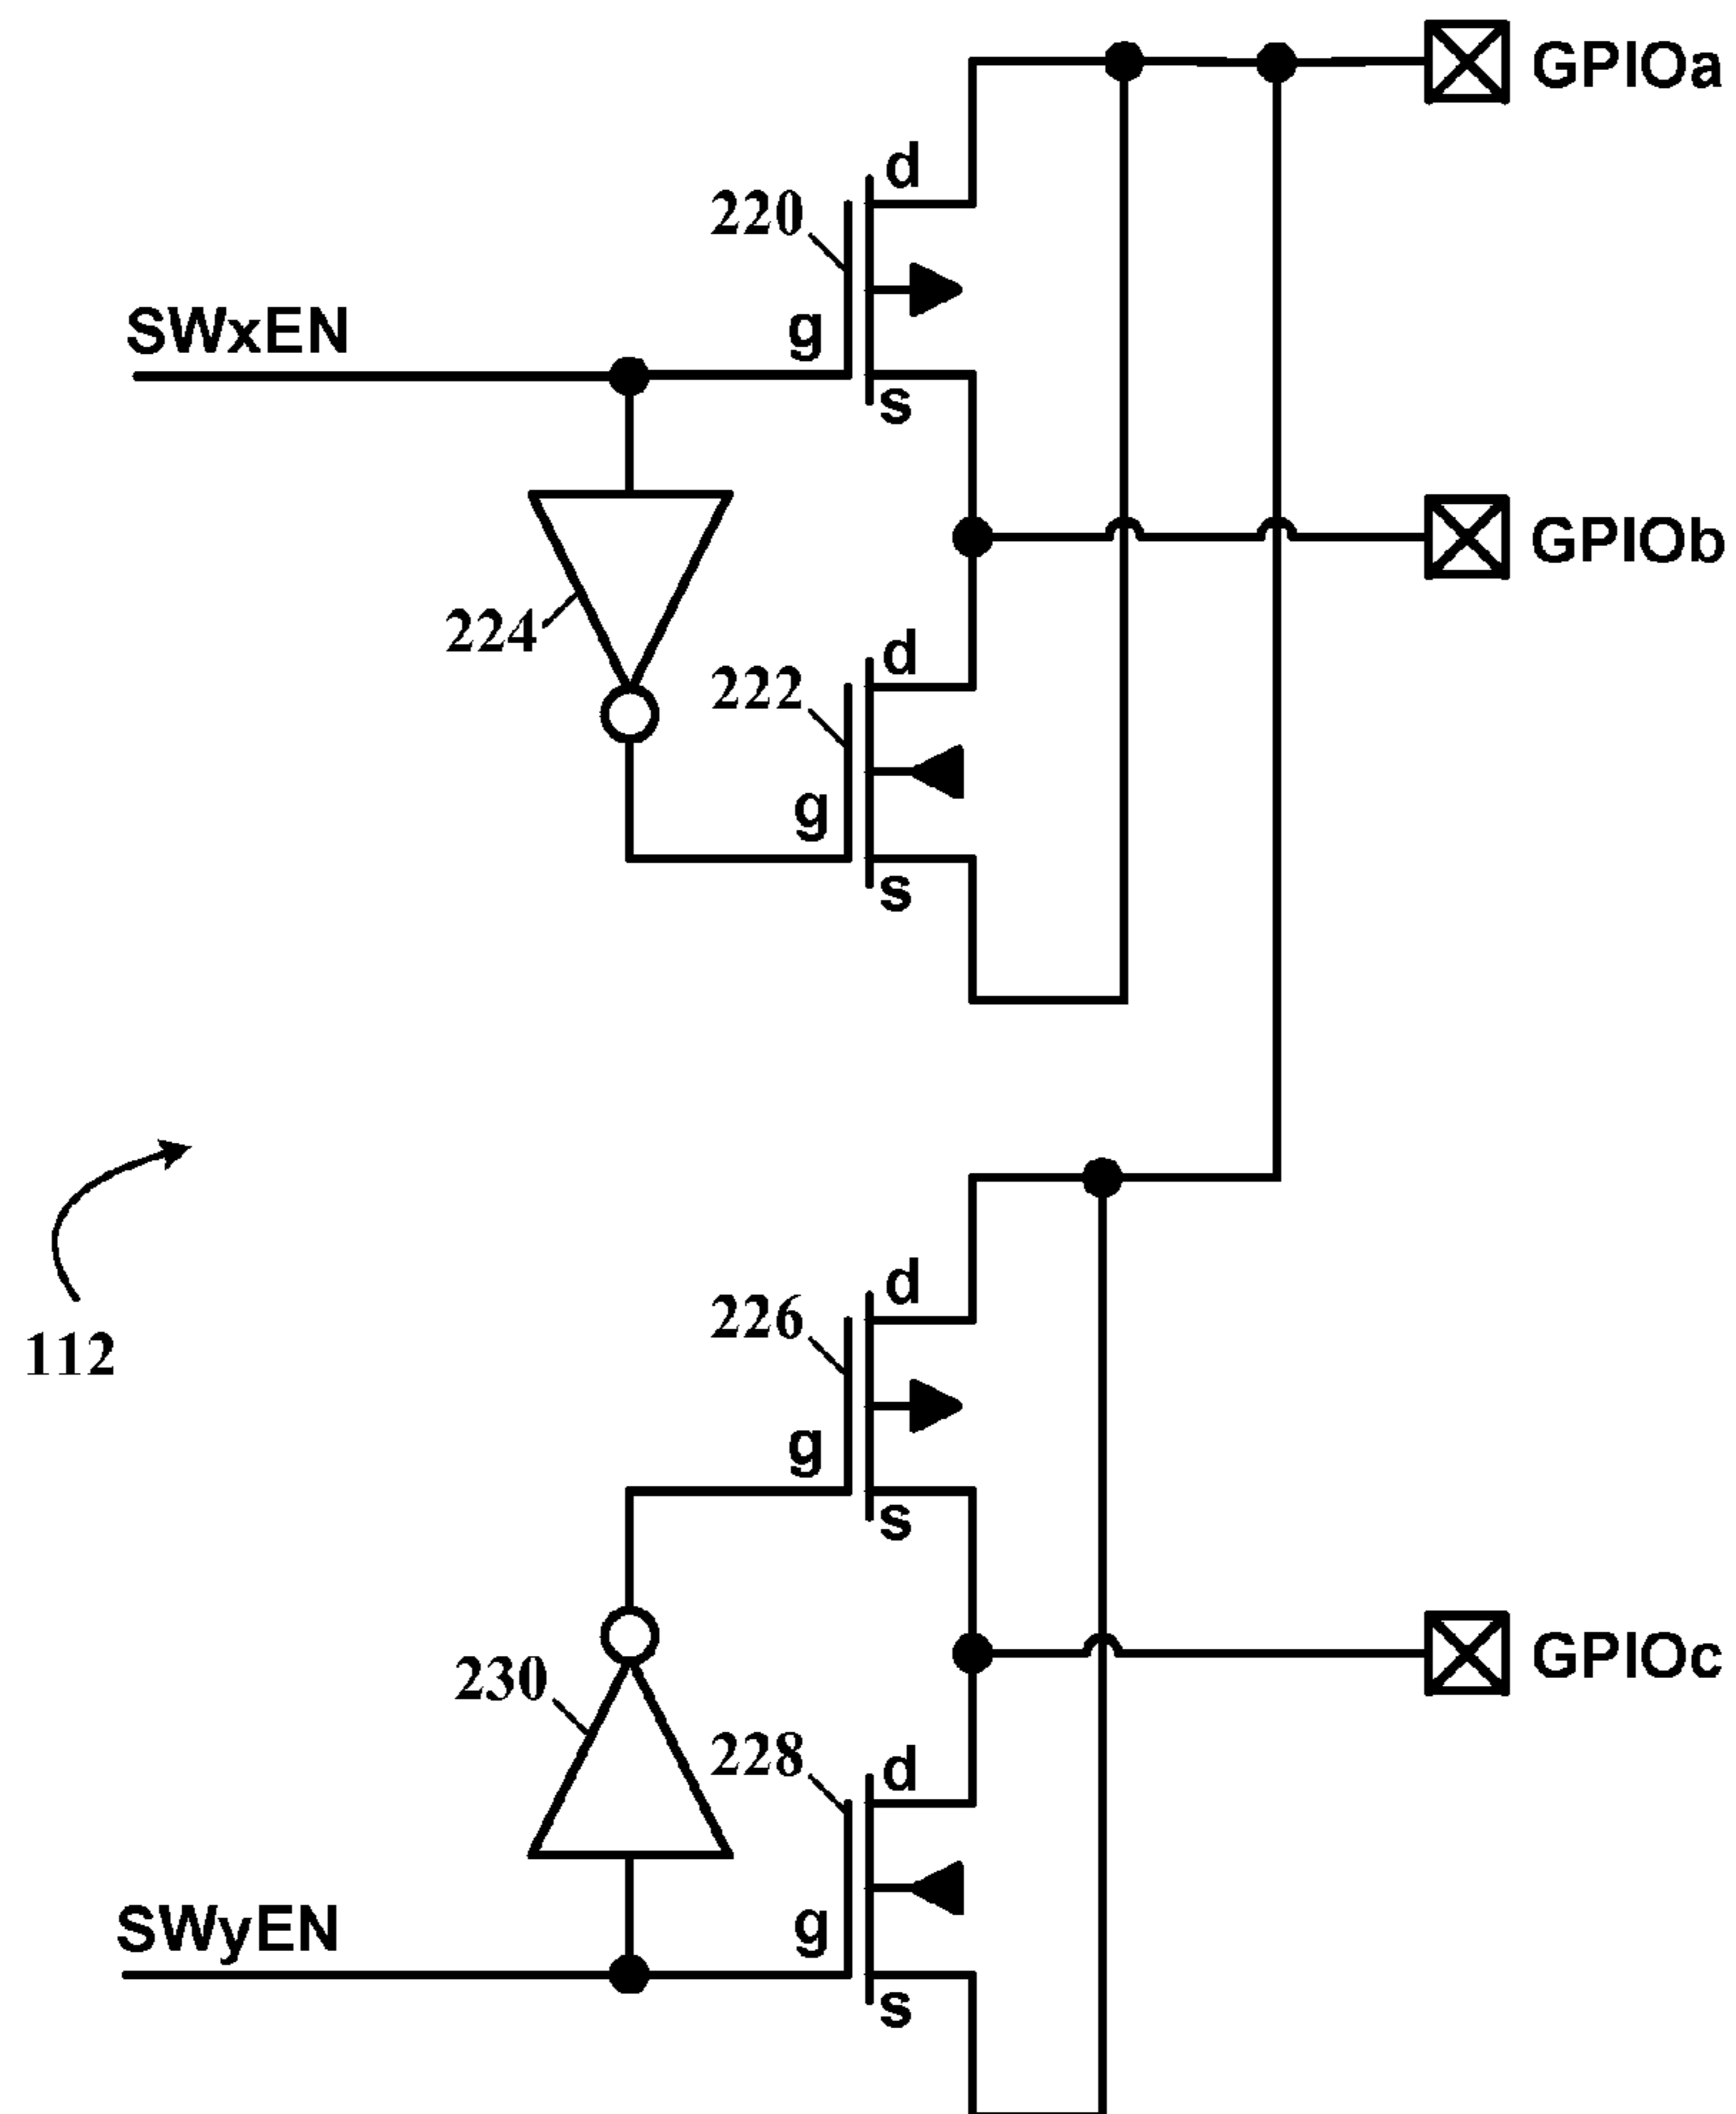 GPIOa
d
220
SWxEN
g
s
GPIOb
224
d
222
g
s
112
d
226
g
s
GPIOc
230
d
228
SWyEN
g
s